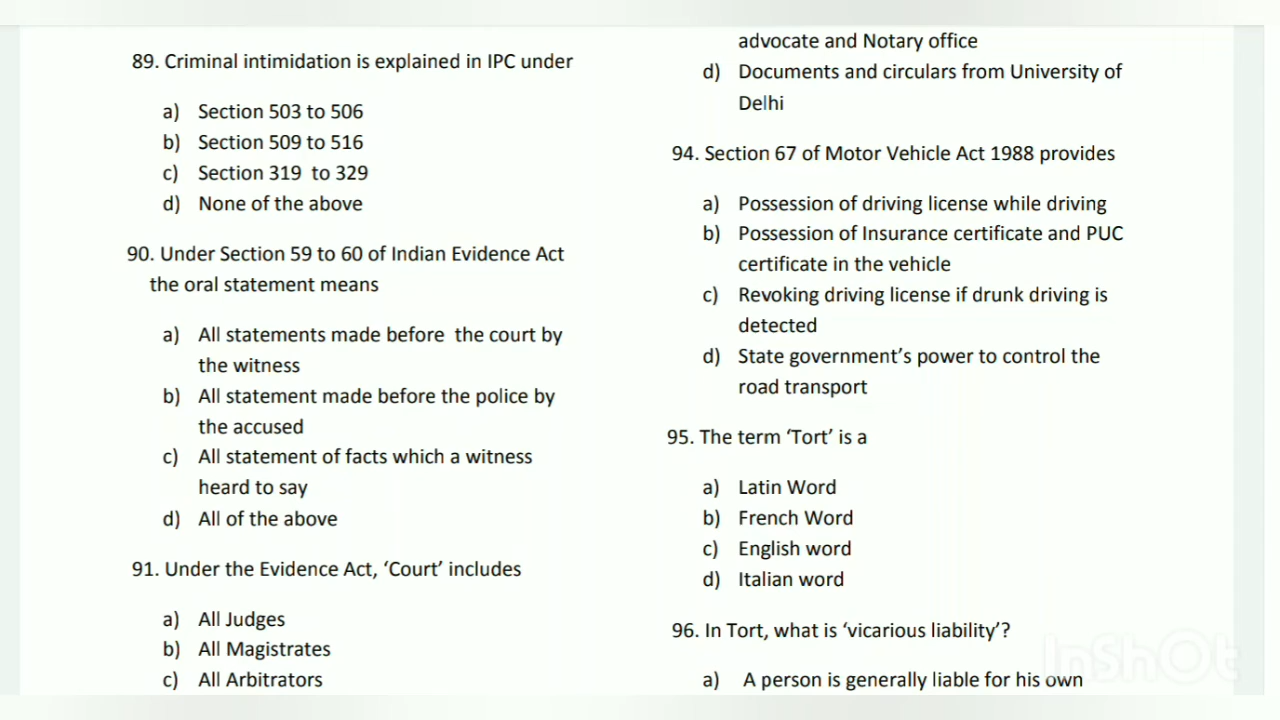 89. Criminal intimidation is explained in IPC under
a) Section 503 to 506
b) Section 509 to 516
c) Section 319 to 329
d) None of the above
90. Under Section 59 to 60 of Indian Evidence Act
the oral statement means
a) All statements made before the court by
the witness
b) All statement made before the police by
the accused
c) All statement of facts which a witness
heard to say
d) All of the above
91. Under the Evidence Act, ‘Court’ includes
a) All Judges
b) All Magistrates
c) All Arbitrators
advocate and Notary office
d) Documents and circulars from University of
Delhi
94. Section 67 of Motor Vehicle Act 1988 provides
a) Possession of driving license while driving
b) Possession of Insurance certificate and PUC
certificate in the vehicle
c) Revoking driving license if drunk driving is
detected
d) State government’s power to control the
road transport
95. The term ‘Tort’ is a
a) Latin Word
b) French Word
c) English word
d) Italian word
96. In Tort, what is ‘vicarious liability’?
a) A person is generally liable for his own
InShOt